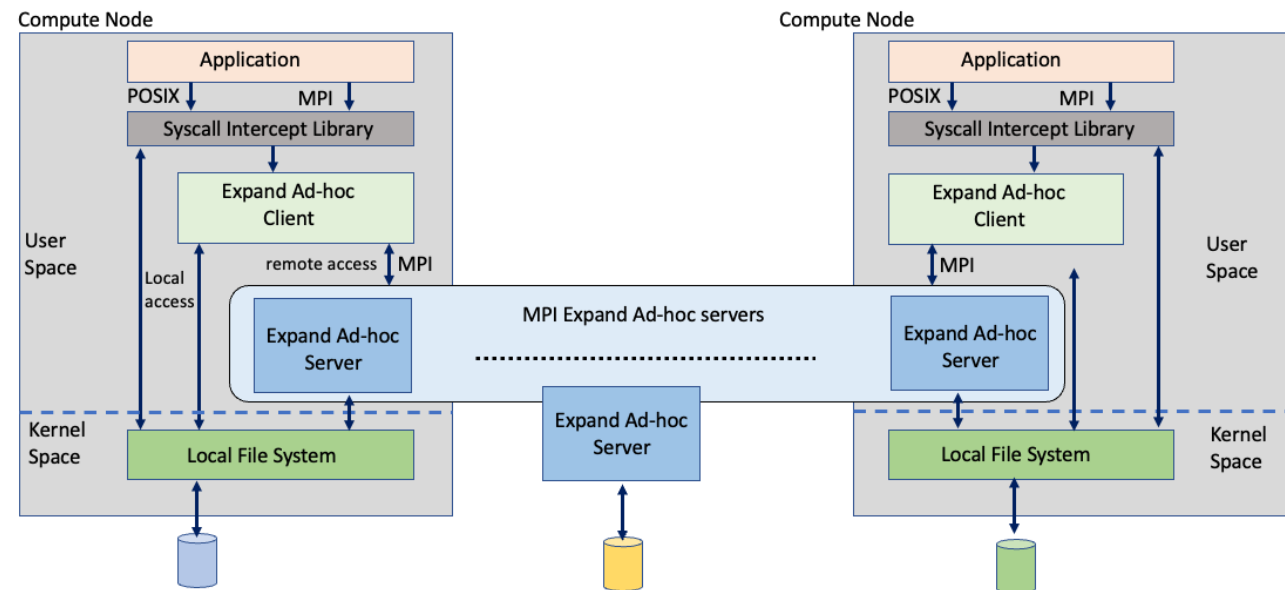 Compute Node
Application
POSIX
MPI
Syscall Intercept Library
Expand Ad-hoc
Client
User
Space
Local
access
remote access
MPI
Expand Ad-hoc
Server
Kernel
Space
Local File System
MPI Expand Ad-hoc servers
Expand Ad-hoc
Server
Compute Node
Application
POSIX
MPI
Syscall Intercept Library
Expand Ad-hoc
Client
User
Space
MPI
Expand Ad-hoc
Server
Local File System
Kernel
Space